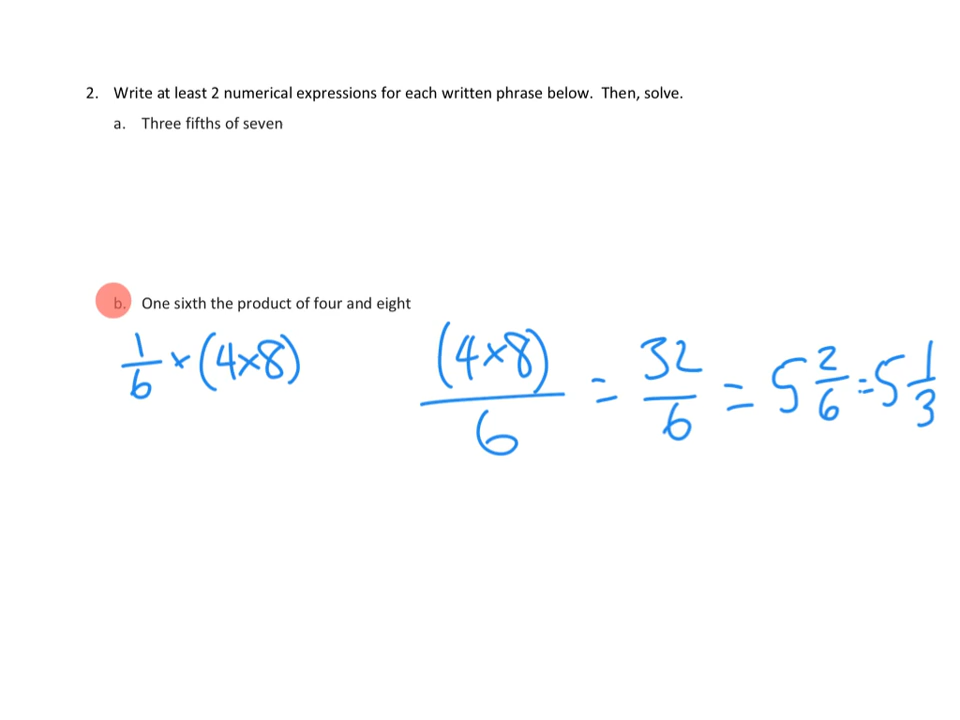 2. Write at least 2 numerical expressions for each written phrase below. Then, solve.
a. Three fifths of seven
b. One sixth the product of four and eight
1/6 × (4×8) (4×8)/6 = 32/6 = 5 2/6 = 5 1/3